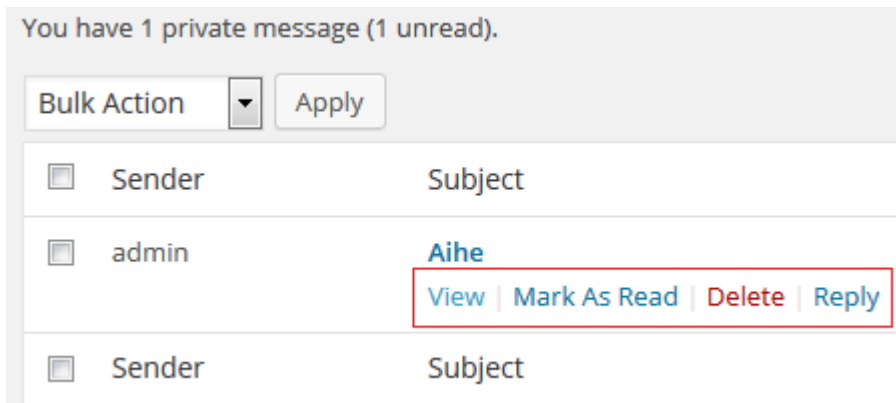 You have 1 private message (1 unread).
Bulk Action Apply
Sender Subject
admin Aihe
View | Mark As Read | Delete | Reply
Sender Subject